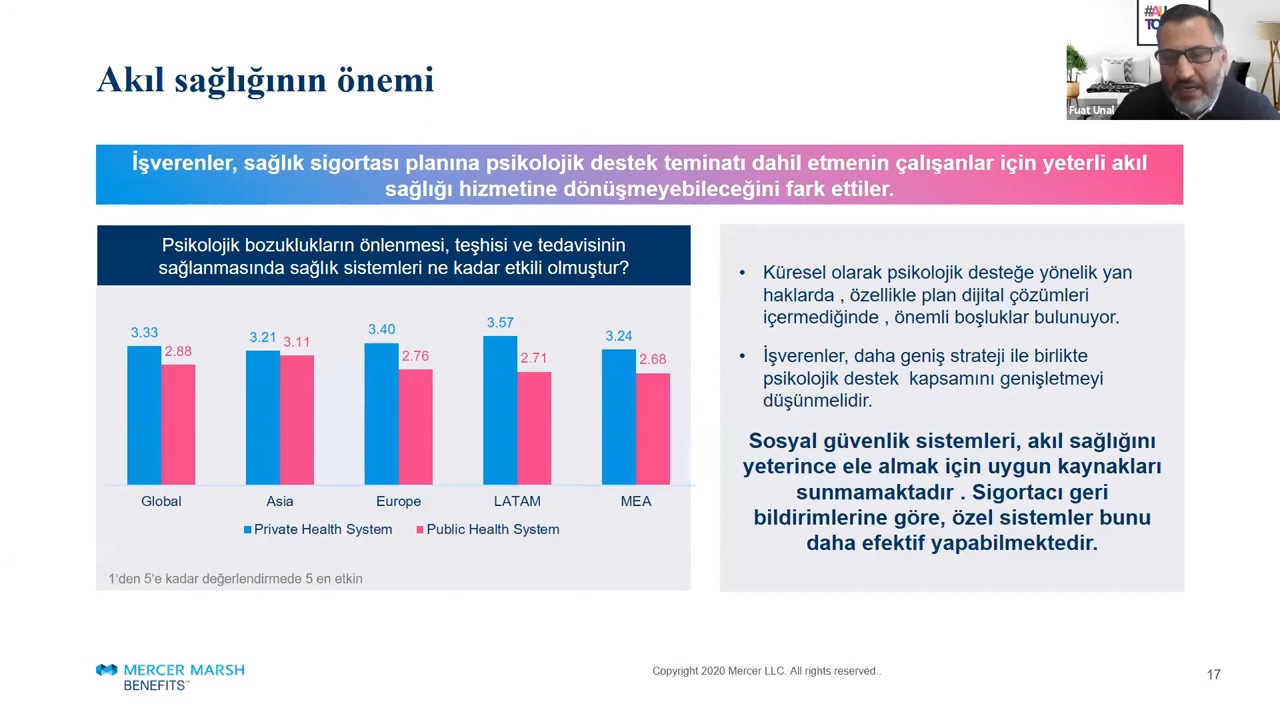 Akıl sağlığının önemi
#ALL
TO
Fuat Unal
İşverenler, sağlık sigortası planına psikolojik destek teminatı dahil etmenin çalışanlar için yeterli akıl
sağlığı hizmetine dönüşmeyebileceğini fark ettiler.
Psikolojik bozuklukların önlenmesi, teşhisi ve tedavisinin
sağlanmasında sağlık sistemleri ne kadar etkili olmuştur?
3.33
2.88
3.21
3.11
3.40
2.76
3.57
2.71
3.24
2.68
Global
Asia
Europe
LATAM
MEA
Private Health System
Public Health System
1'den 5'e kadar değerlendirmede 5 en etkin
• Küresel olarak psikolojik desteğe yönelik yan
haklarda , özellikle plan dijital çözümleri
içermediğinde , önemli boşluklar bulunuyor.
• İşverenler, daha geniş strateji ile birlikte
psikolojik destek kapsamını genişletmeyi
düşünmelidir.
Sosyal güvenlik sistemleri, akıl sağlığını
yeterince ele almak için uygun kaynakları
sunmamaktadır . Sigortacı geri
bildirimlerine göre, özel sistemler bunu
daha efektif yapabilmektedir.
MERCER MARSH
BENEFITS™
Copyright 2020 Mercer LLC. All rights reserved..
17